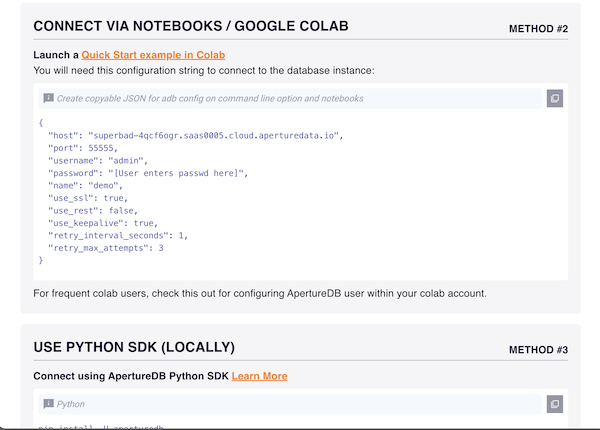 CONNECT VIA NOTEBOOKS / GOOGLE COLAB
METHOD #2
Launch a Quick Start example in Colab
You will need this configuration string to connect to the database instance:
Create copyable JSON for adb config on command line option and notebooks
{
"host": "superbad-4qcf6ogr.saas0005.cloud.aperturedata.io",
"port": 55555,
"username": "admin",
"password": "[User enters passwd here]",
"name": "demo",
"use_ssl": true,
"use_rest": false,
"use_keepalive": true,
"retry_interval_seconds": 1,
"retry_max_attempts": 3
}
For frequent colab users, check this out for configuring ApertureDB user within your colab account.
USE PYTHON SDK (LOCALLY)
METHOD #3
Connect using ApertureDB Python SDK Learn More
Python
pip install -U aperturedb